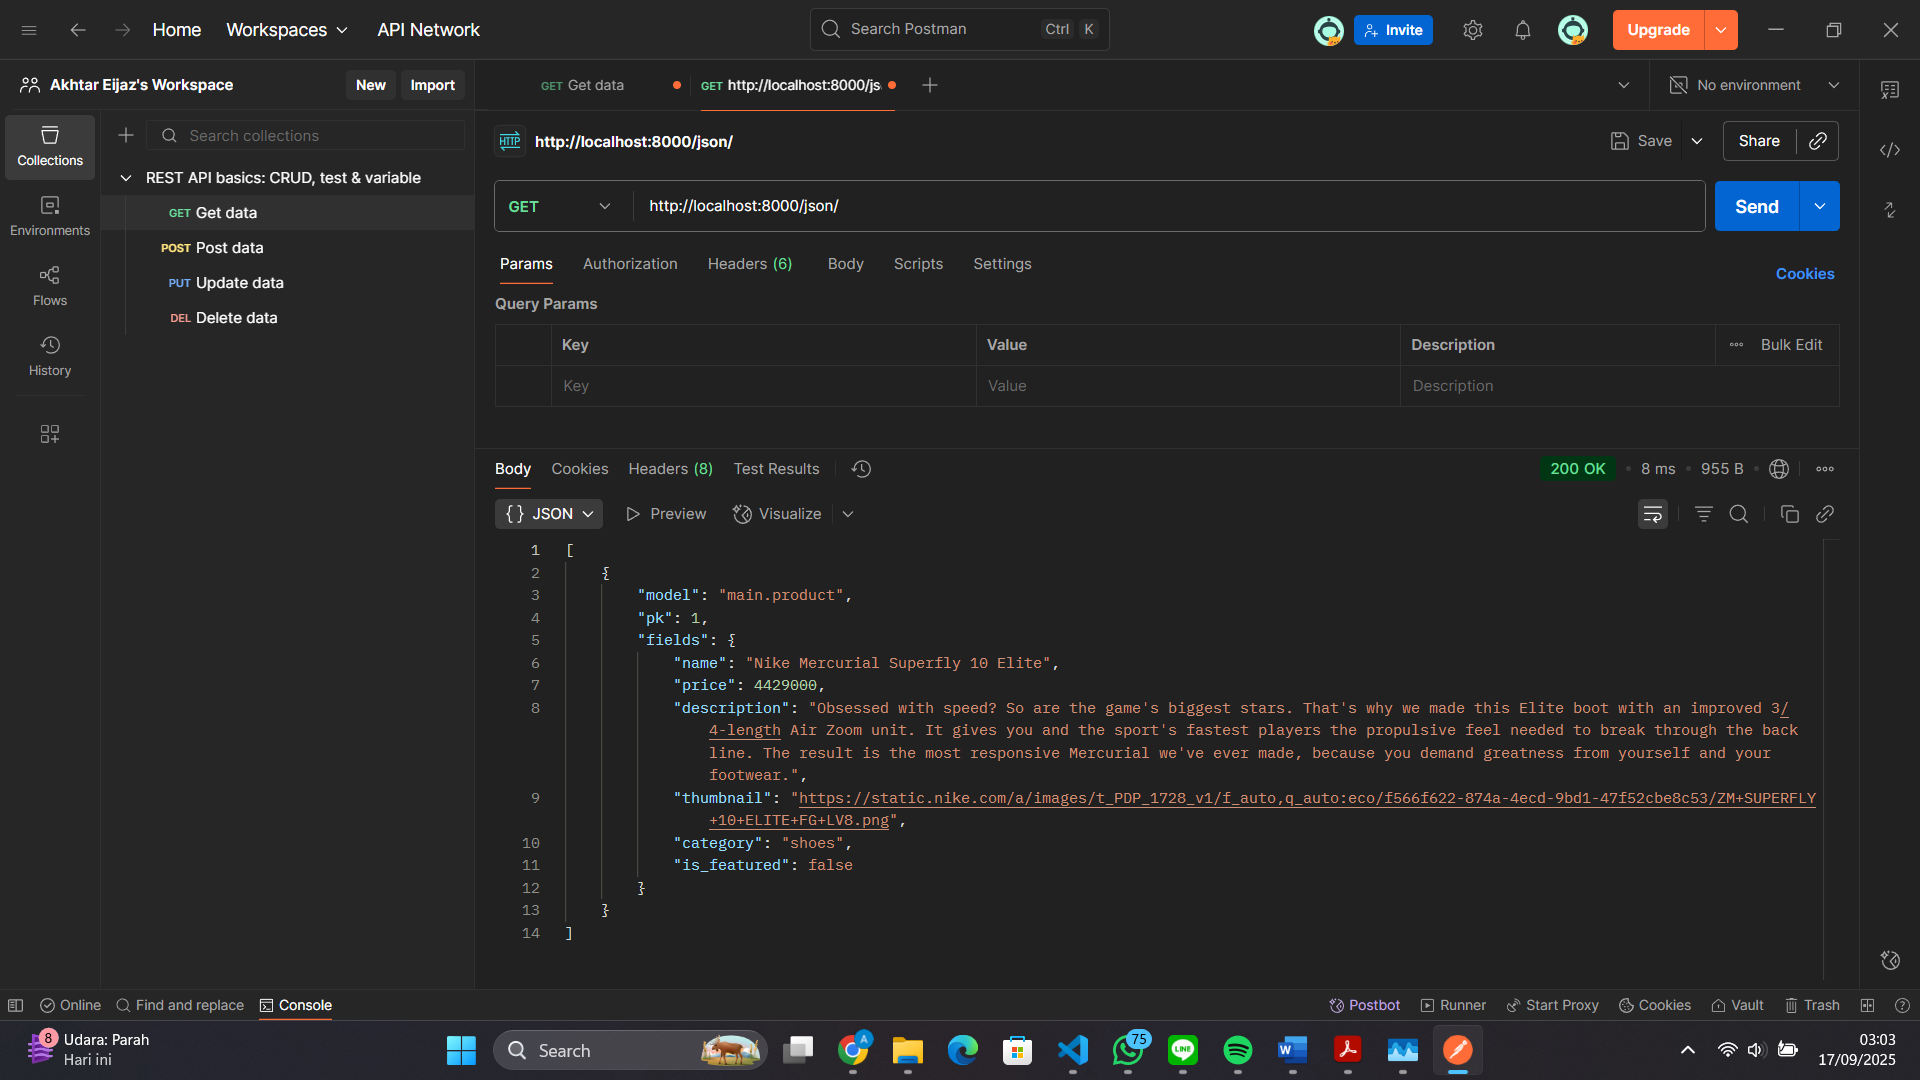 Home
Workspaces
API Network
Search Postman
Ctrl
K
Invite
Upgrade
Akhtar Eijaz's Workspace
New
Import
GET Get data
GET http://localhost:8000/js
No environment
Collections
Environments
Flows
History
Search collections
REST API basics: CRUD, test & variable
GET Get data
POST Post data
PUT Update data
DEL Delete data
HTTP
http://localhost:8000/json/
Save
Share
GET
http://localhost:8000/json/
Send
Params
Authorization
Headers (6)
Body
Scripts
Settings
Cookies
Query Params
Key
Value
Description
Bulk Edit
Key
Value
Description
Body
Cookies
Headers (8)
Test Results
200 OK
8 ms
955 B
{} JSON
Preview
Visualize
1 [
2 {
3 "model": "main.product",
4 "pk": 1,
5 "fields": {
6 "name": "Nike Mercurial Superfly 10 Elite",
7 "price": 4429000,
8 "description": "Obsessed with speed? So are the game's biggest stars. That's why we made this Elite boot with an improved 3/
4-length Air Zoom unit. It gives you and the sport's fastest players the propulsive feel needed to break through the back
line. The result is the most responsive Mercurial we've ever made, because you demand greatness from yourself and your
footwear.",
9 "thumbnail": "https://static.nike.com/a/images/t_PDP_1728_v1/f_auto,q_auto:eco/f566f622-874a-4ecd-9bd1-47f52cbe8c53/ZM+SUPERFLY
+10+ELITE+FG+LV8.png",
10 "category": "shoes",
11 "is_featured": false
12 }
13 }
14 ]
Online
Find and replace
Console
Postbot
Runner
Start Proxy
Cookies
Vault
Trash
8
Udara: Parah
Hari ini
Search
A
75
LINE
W
03:03
17/09/2025